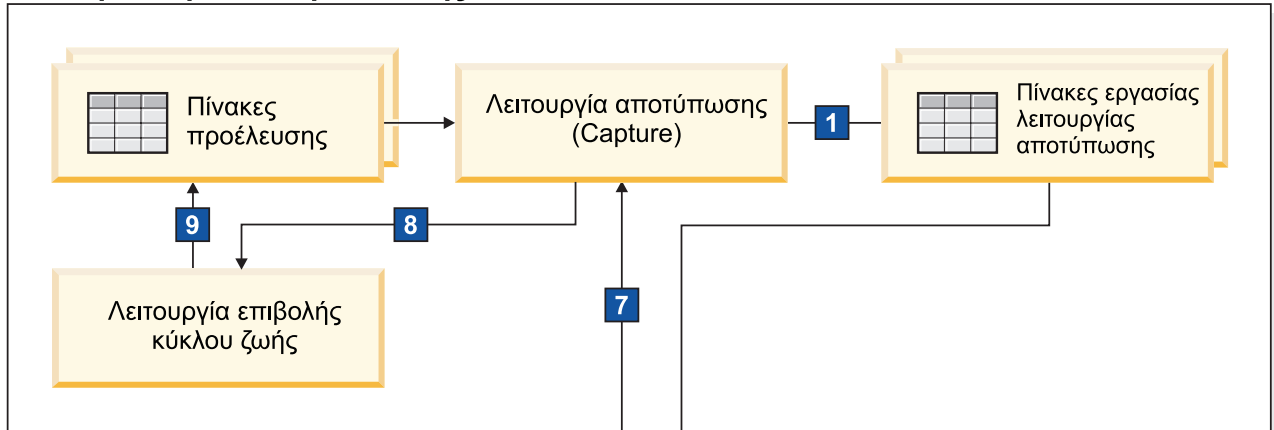 Πίνακες
προέλευσης
Λειτουργία αποτύπωσης
(Capture)
1
Πίνακες εργασίας
λειτουργίας
αποτύπωσης
9
8
Λειτουργία επιβολής
κύκλου ζωής
7